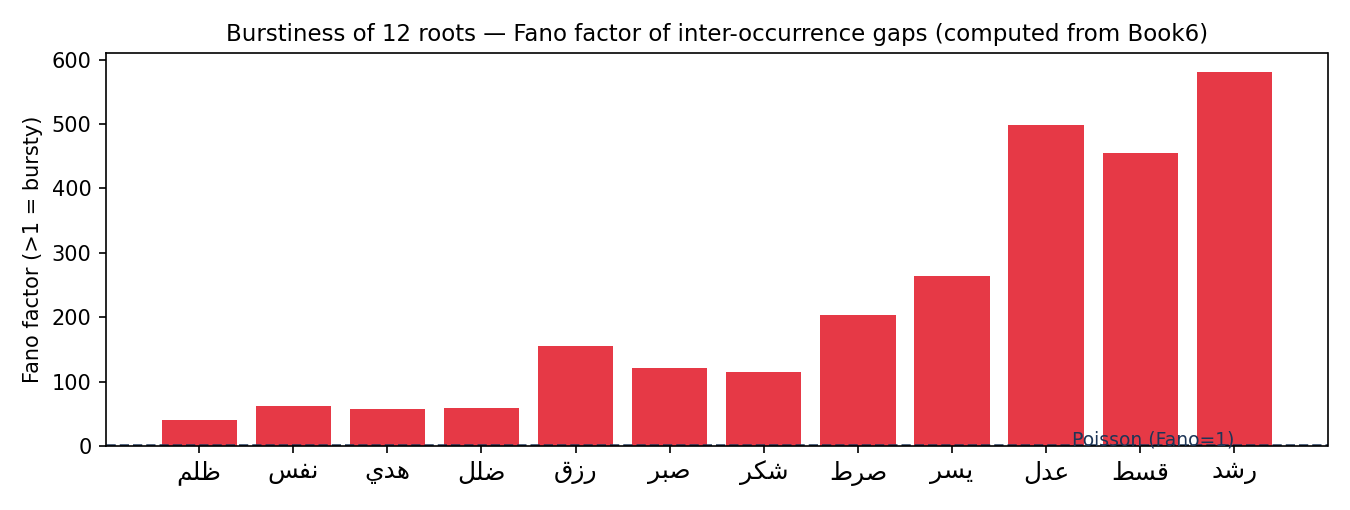 Burstiness of 12 roots — Fano factor of inter-occurrence gaps (computed from Book6)
Fano factor (>1 = bursty)
600
500
400
300
200
100
0
Poisson (Fano=1)
ظلم
نفس
هدي
ضلل
رزق
صبر
شكر
صرط
يسر
عدل
قسط
رشد